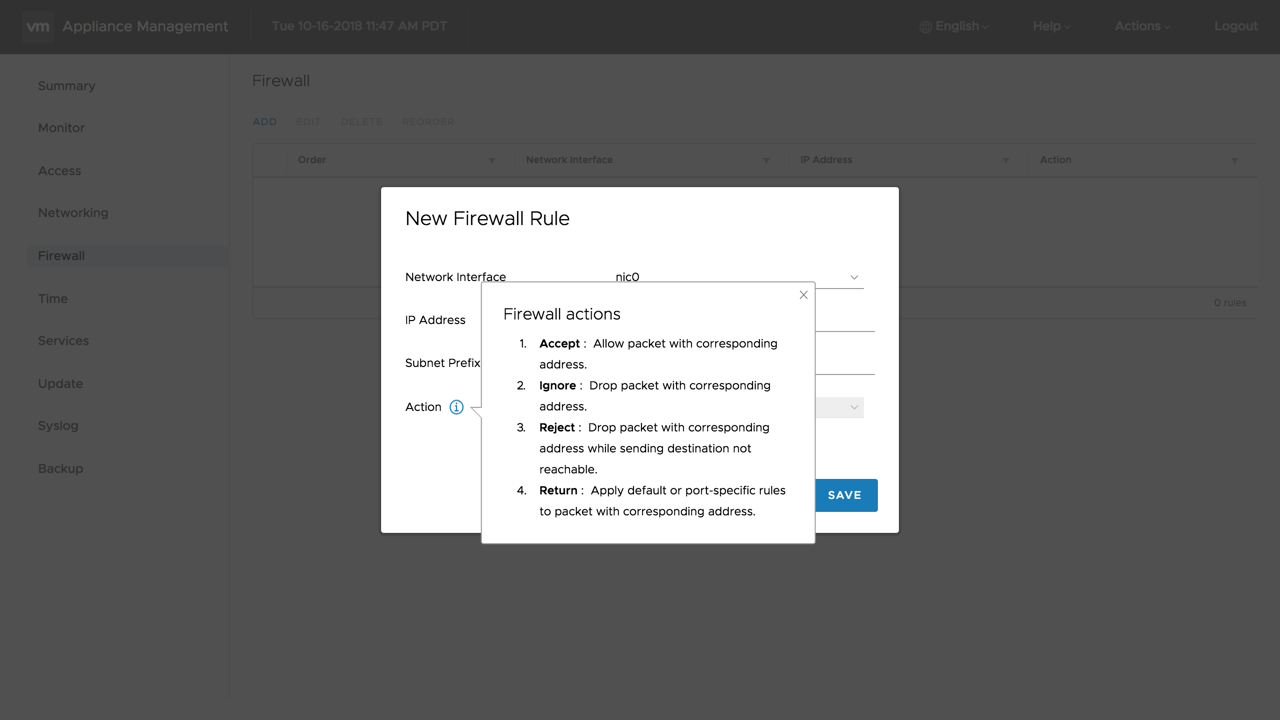 vm Appliance Management Tue 10-16-2018 11:47 AM PDT English Help Actions Logout
Summary
Monitor
Access
Networking
Firewall
Time
Services
Update
Syslog
Backup
Firewall
ADD EDIT DELETE REORDER
Order Network Interface IP Address Action
0 rules
New Firewall Rule
Network Interface nic0
IP Address
Subnet Prefix
Action
SAVE
Firewall actions
1. Accept : Allow packet with corresponding
address.
2. Ignore : Drop packet with corresponding
address.
3. Reject : Drop packet with corresponding
address while sending destination not
reachable.
4. Return : Apply default or port-specific rules
to packet with corresponding address.